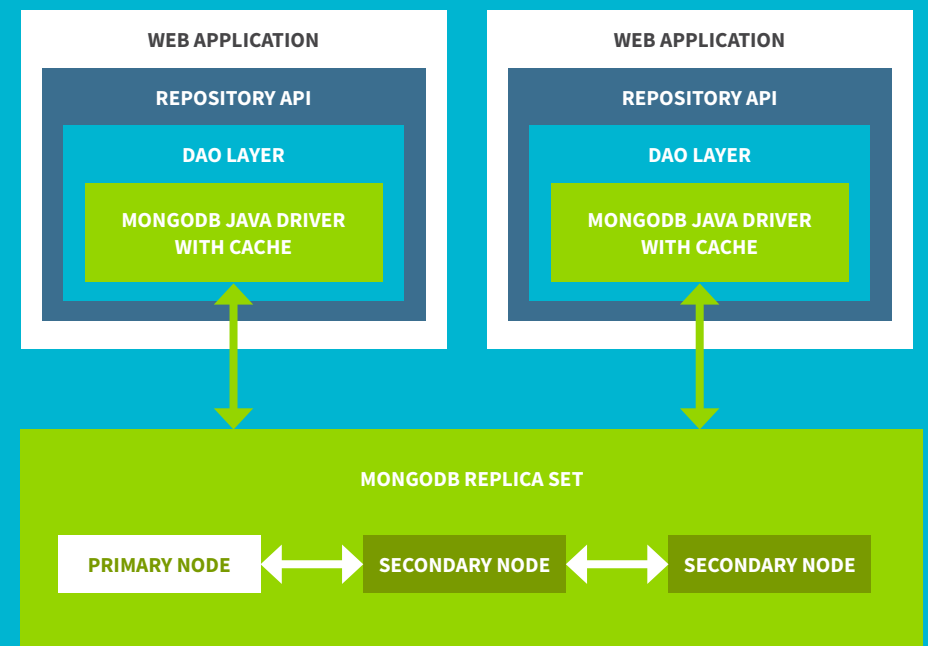 WEB APPLICATION
REPOSITORY API
DAO LAYER
MONGODB JAVA DRIVER
WITH CACHE
WEB APPLICATION
REPOSITORY API
DAO LAYER
MONGODB JAVA DRIVER
WITH CACHE
MONGODB REPLICA SET
PRIMARY NODE
SECONDARY NODE
SECONDARY NODE